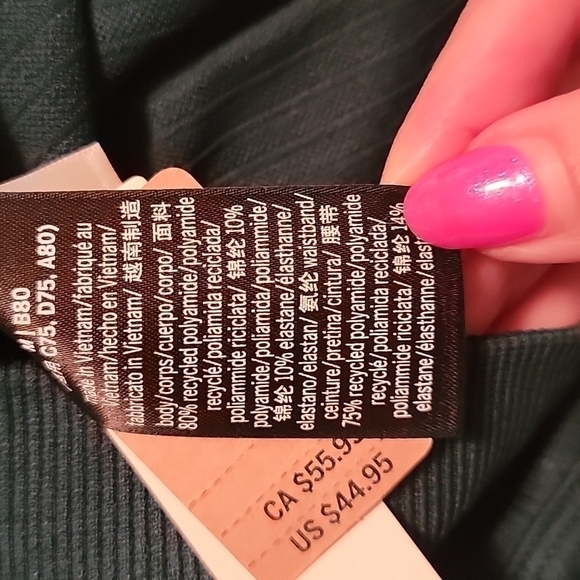 B80
C75, D75, A80)
made in Vietnam/fabriqué au
Vietnam/hecho en Vietnam/
fabbricato in Vietnam/ 越南制造
body/corps/cuerpo/corpo/ 面料
80% recycled polyamide/polyamide
recyclé/poliamida reciclada/
poliammide riciclata/ 锦纶 10%
polyamide/poliamida/poliammide/
锦纶 10% elastane/élasthanne/
elastano/elastan/ 氨纶 waistband/
ceinture/pretina/cintura/ 腰带
75% recycled polyamide/polyamide
recyclé/poliamida reciclada/
poliammide riciclata/ 锦纶 14%
elastane/élasthanne/elast
CA $55.95
US $44.95